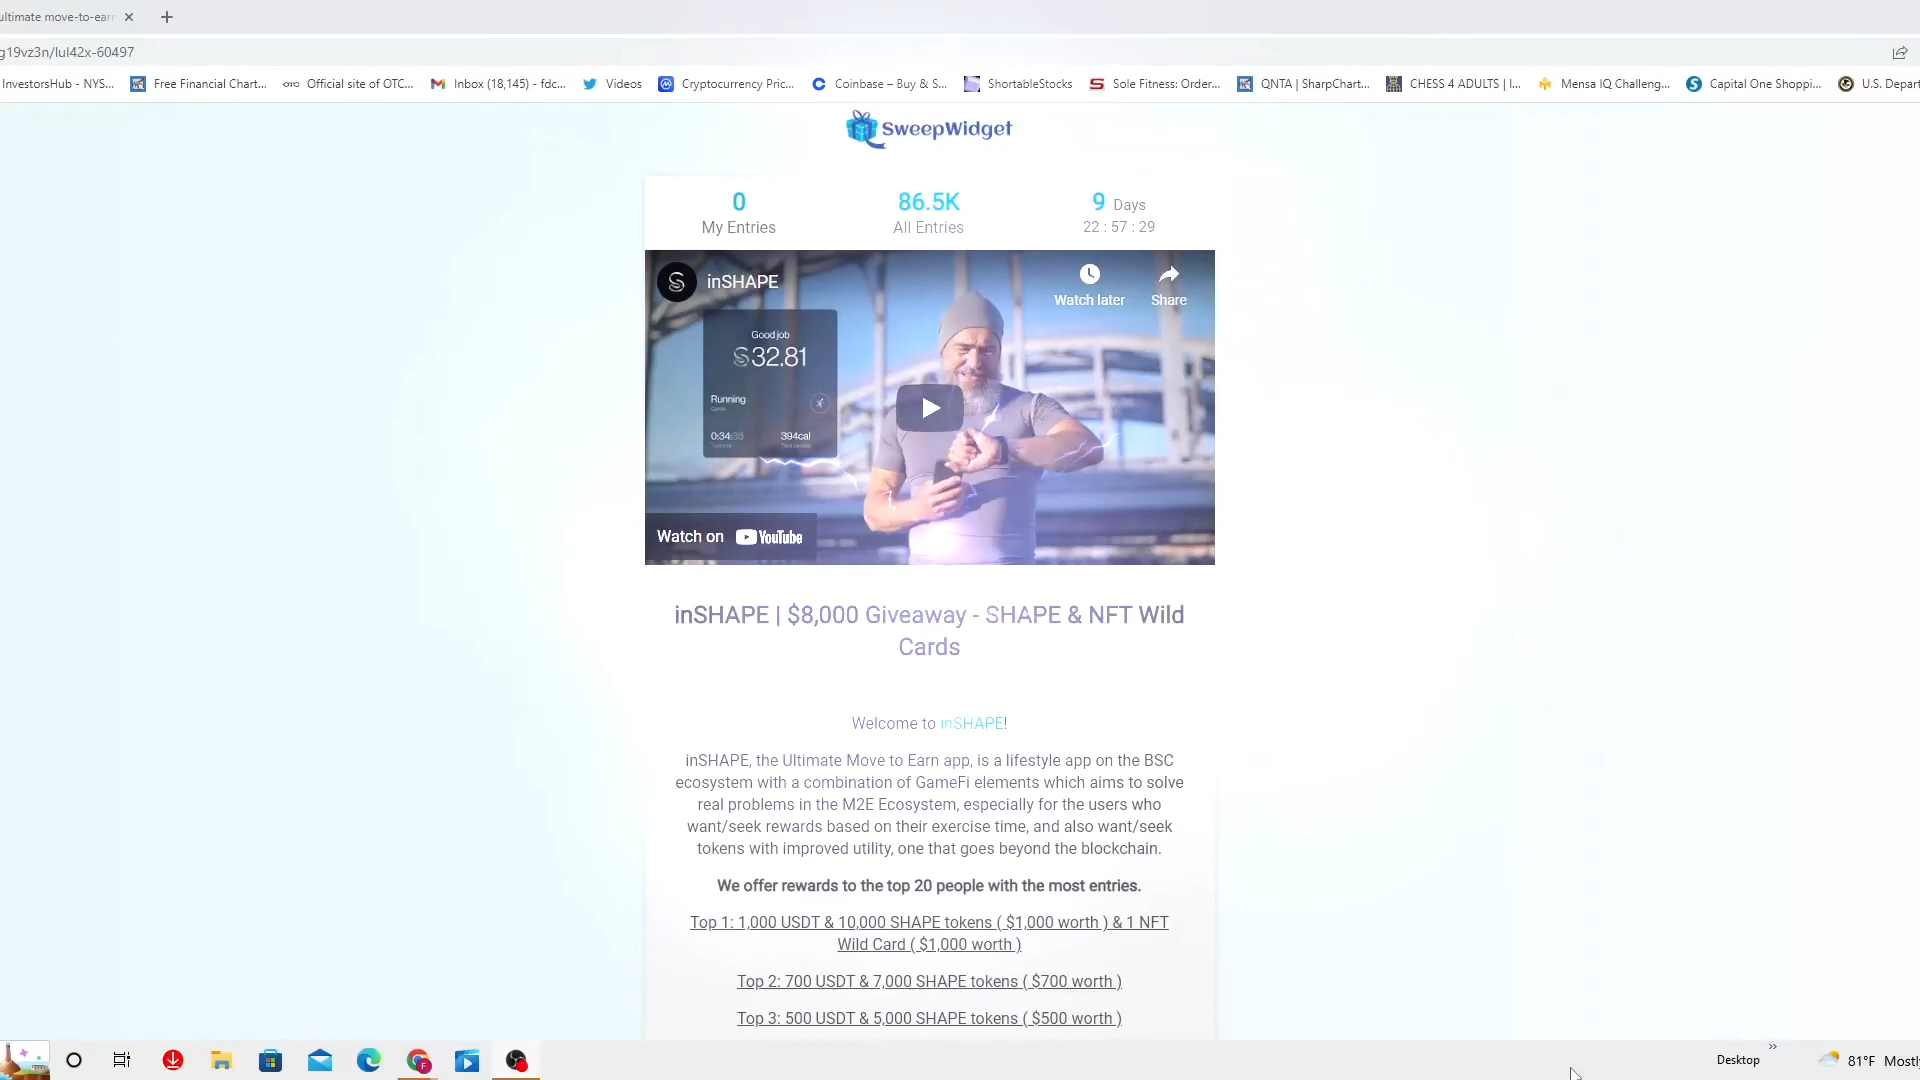 ultimate move-to-earn
g19vz3n/lul42x-60497
InvestorsHub - NYS... Free Financial Chart... OTC Official site of OTC... Inbox (18,145) - fdc... Videos Cryptocurrency Pric... Coinbase – Buy & S... ShortableStocks Sole Fitness: Order... QNTA | SharpChart... CHESS 4 ADULTS | I... Mensa IQ Challeng... Capital One Shoppi... U.S. Depart
SweepWidget
0 86.5K 9 Days
My Entries All Entries 22 : 57 : 29
inSHAPE
Watch later Share
Good job
32.81
Running
0:34:38 394cal
Watch on YouTube
inSHAPE | $8,000 Giveaway - SHAPE & NFT Wild
Cards
Welcome to inSHAPE!
inSHAPE, the Ultimate Move to Earn app, is a lifestyle app on the BSC
ecosystem with a combination of GameFi elements which aims to solve
real problems in the M2E Ecosystem, especially for the users who
want/seek rewards based on their exercise time, and also want/seek
tokens with improved utility, one that goes beyond the blockchain.
We offer rewards to the top 20 people with the most entries.
Top 1: 1,000 USDT & 10,000 SHAPE tokens ( $1,000 worth ) & 1 NFT
Wild Card ( $1,000 worth )
Top 2: 700 USDT & 7,000 SHAPE tokens ( $700 worth )
Top 3: 500 USDT & 5,000 SHAPE tokens ( $500 worth )
Desktop 81°F Mostly